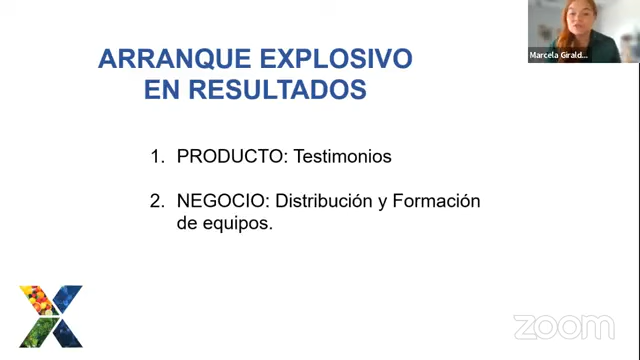 Marcela Girald...
ARRANQUE EXPLOSIVO
EN RESULTADOS
1. PRODUCTO: Testimonios
2. NEGOCIO: Distribución y Formación
de equipos.
zoom